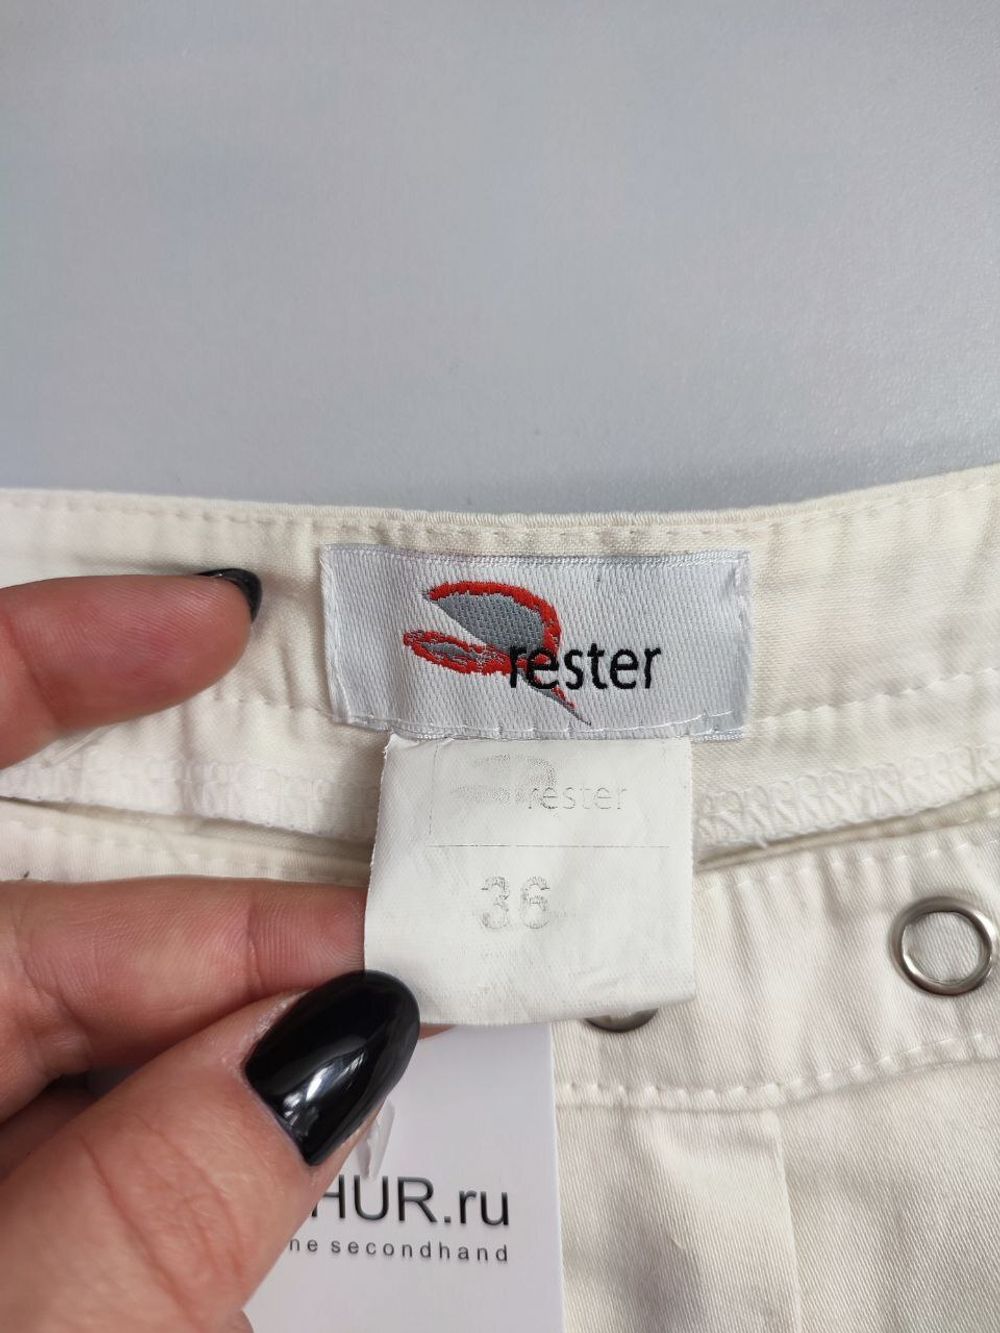 rester
rester
36
HUR.ru
ne secondhand